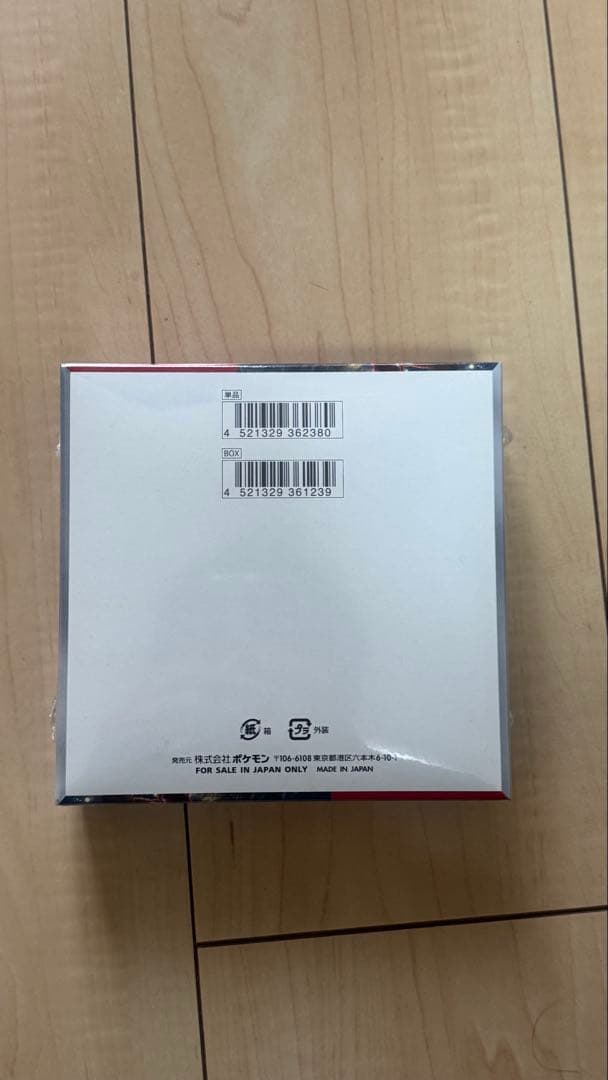 単品
4 521329 362380
BOX
4 521329 361239
紙 箱 プラ 外装
発売元 株式会社 ポケモン 〒106-6108 東京都港区六本木6-10-1
FOR SALE IN JAPAN ONLY MADE IN JAPAN